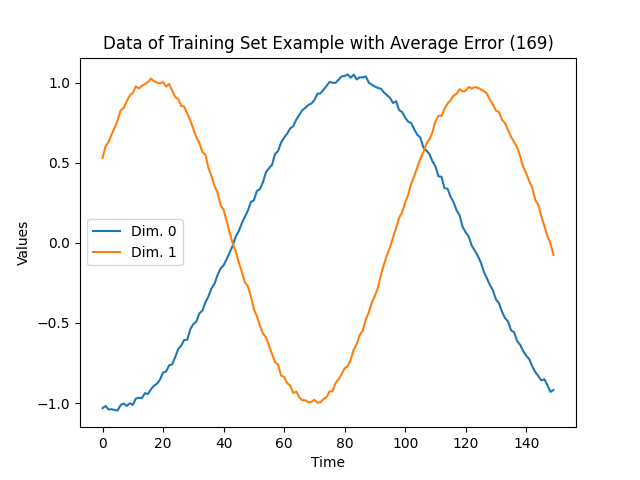 Data of Training Set Example with Average Error (169)
Values
1.0
0.5
0.0
−0.5
−1.0
Dim. 0
Dim. 1
0 20 40 60 80 100 120 140
Time